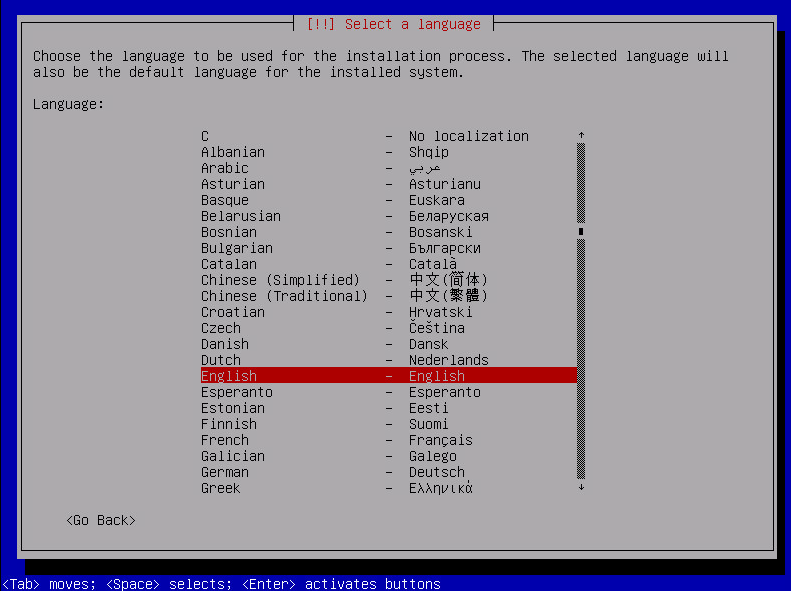 [!!] Select a language
Choose the language to be used for the installation process. The selected language will
also be the default language for the installed system.
Language:
C - No localization
Albanian - Shqip
Arabic - عربي
Asturian - Asturianu
Basque - Euskara
Belarusian - Беларуская
Bosnian - Bosanski
Bulgarian - Български
Catalan - Català
Chinese (Simplified) - 中文(简体)
Chinese (Traditional) - 中文(繁體)
Croatian - Hrvatski
Czech - Čeština
Danish - Dansk
Dutch - Nederlands
English - English
Esperanto - Esperanto
Estonian - Eesti
Finnish - Suomi
French - Français
Galician - Galego
German - Deutsch
Greek - Ελληνικά
<Go Back>
<Tab> moves; <Space> selects; <Enter> activates buttons